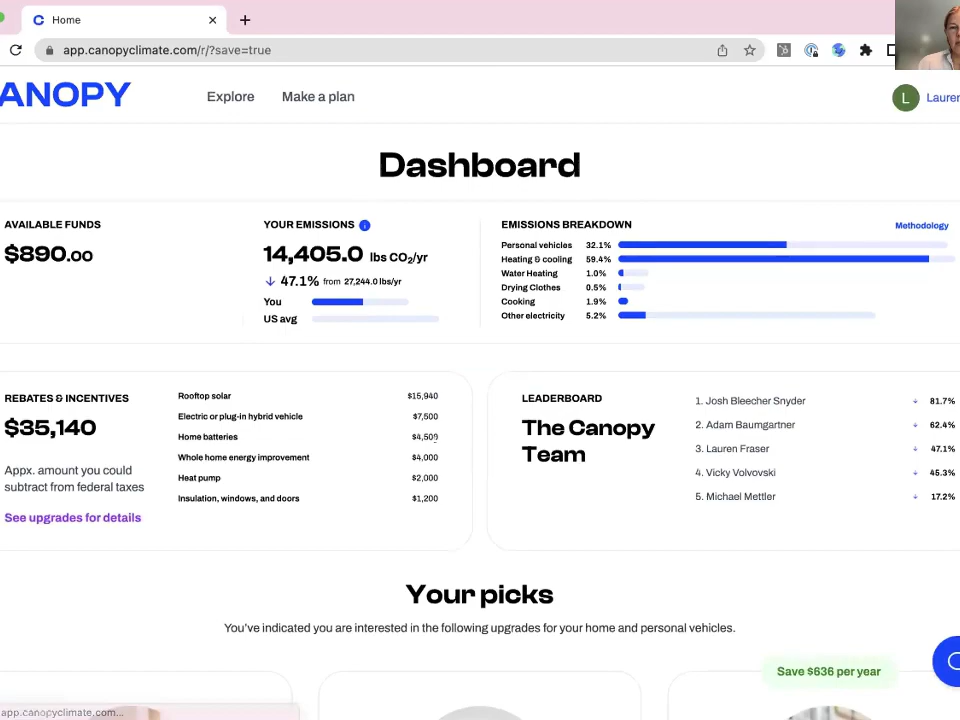 Home
app.canopyclimate.com/r/?save=true
ANOPY
Explore
Make a plan
L
Lauren
Dashboard
AVAILABLE FUNDS
$890.00
YOUR EMISSIONS
14,405.0 lbs CO₂/yr
47.1% from 27,244.0 lbs/yr
You
US avg
EMISSIONS BREAKDOWN
Methodology
Personal vehicles 32.1%
Heating & cooling 59.4%
Water Heating 1.0%
Drying Clothes 0.5%
Cooking 1.9%
Other electricity 5.2%
REBATES & INCENTIVES
$35,140
Appx. amount you could
subtract from federal taxes
See upgrades for details
Rooftop solar $15,940
Electric or plug-in hybrid vehicle $7,500
Home batteries $4,500
Whole home energy improvement $4,000
Heat pump $2,000
Insulation, windows, and doors $1,200
LEADERBOARD
The Canopy
Team
1. Josh Bleecher Snyder 81.7%
2. Adam Baumgartner 62.4%
3. Lauren Fraser 47.1%
4. Vicky Volvovski 45.3%
5. Michael Mettler 17.2%
Your picks
You've indicated you are interested in the following upgrades for your home and personal vehicles.
Save $636 per year
app.canopyclimate.com...